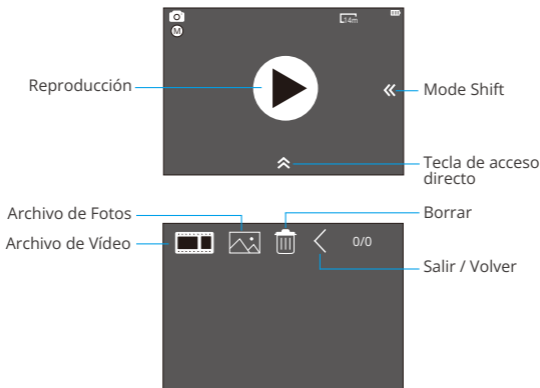 14m
M
Reproducción
Mode Shift
Tecla de acceso
directo
Archivo de Fotos
Borrar
Archivo de Vídeo
0/0
Salir / Volver